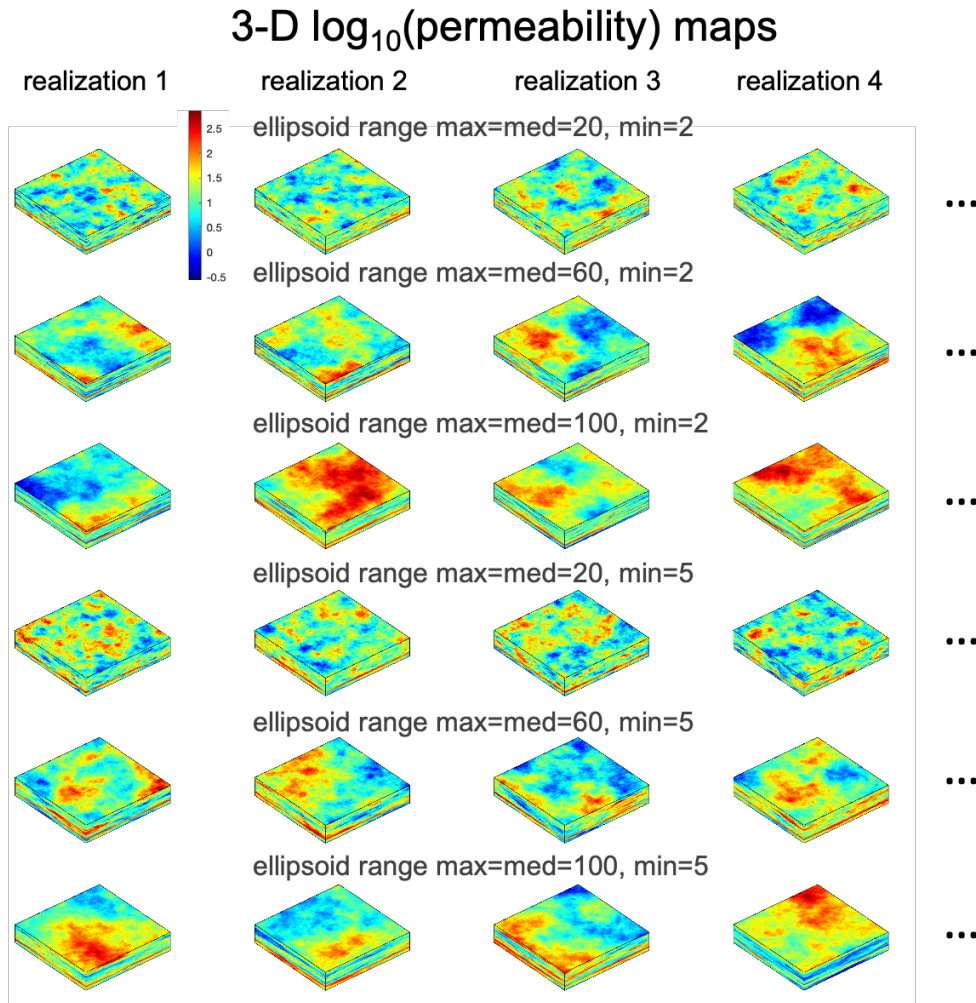 3-D log10(permeability) maps
realization 1 realization 2 realization 3 realization 4
ellipsoid range max=med=20, min=2
2.5
2
1.5
1
0.5
0
-0.5
...
ellipsoid range max=med=60, min=2
...
ellipsoid range max=med=100, min=2
...
ellipsoid range max=med=20, min=5
...
ellipsoid range max=med=60, min=5
...
ellipsoid range max=med=100, min=5
...